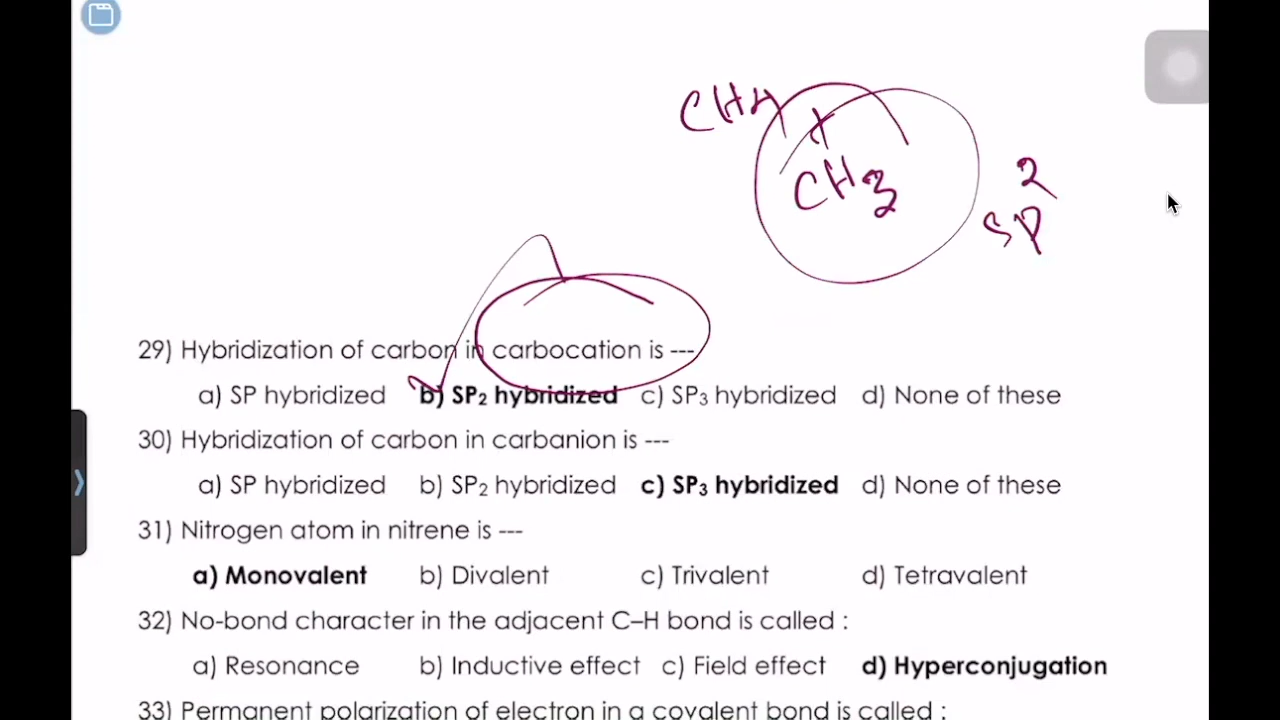 CH4
+
CH3
2
SP
29) Hybridization of carbon in carbocation is ---
a) SP hybridized b) SP2 hybridized c) SP3 hybridized d) None of these
30) Hybridization of carbon in carbanion is ---
a) SP hybridized b) SP2 hybridized c) SP3 hybridized d) None of these
31) Nitrogen atom in nitrene is ---
a) Monovalent b) Divalent c) Trivalent d) Tetravalent
32) No-bond character in the adjacent C–H bond is called :
a) Resonance b) Inductive effect c) Field effect d) Hyperconjugation
33) Permanent polarization of electron in a covalent bond is called :